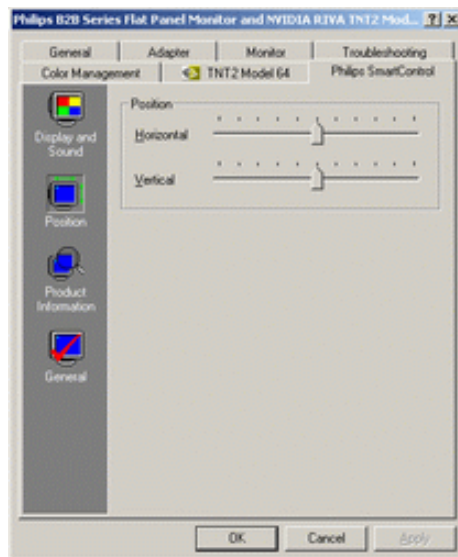 Philips B2B Series Flat Panel Monitor and NVIDIA RIVA TNT2 Mod...
General Adapter Monitor Troubleshooting
Color Management TNT2 Model 64 Philips SmartControl
Position
Horizontal
Vertical
Display and
Sound
Position
Product
Information
General
OK Cancel Apply